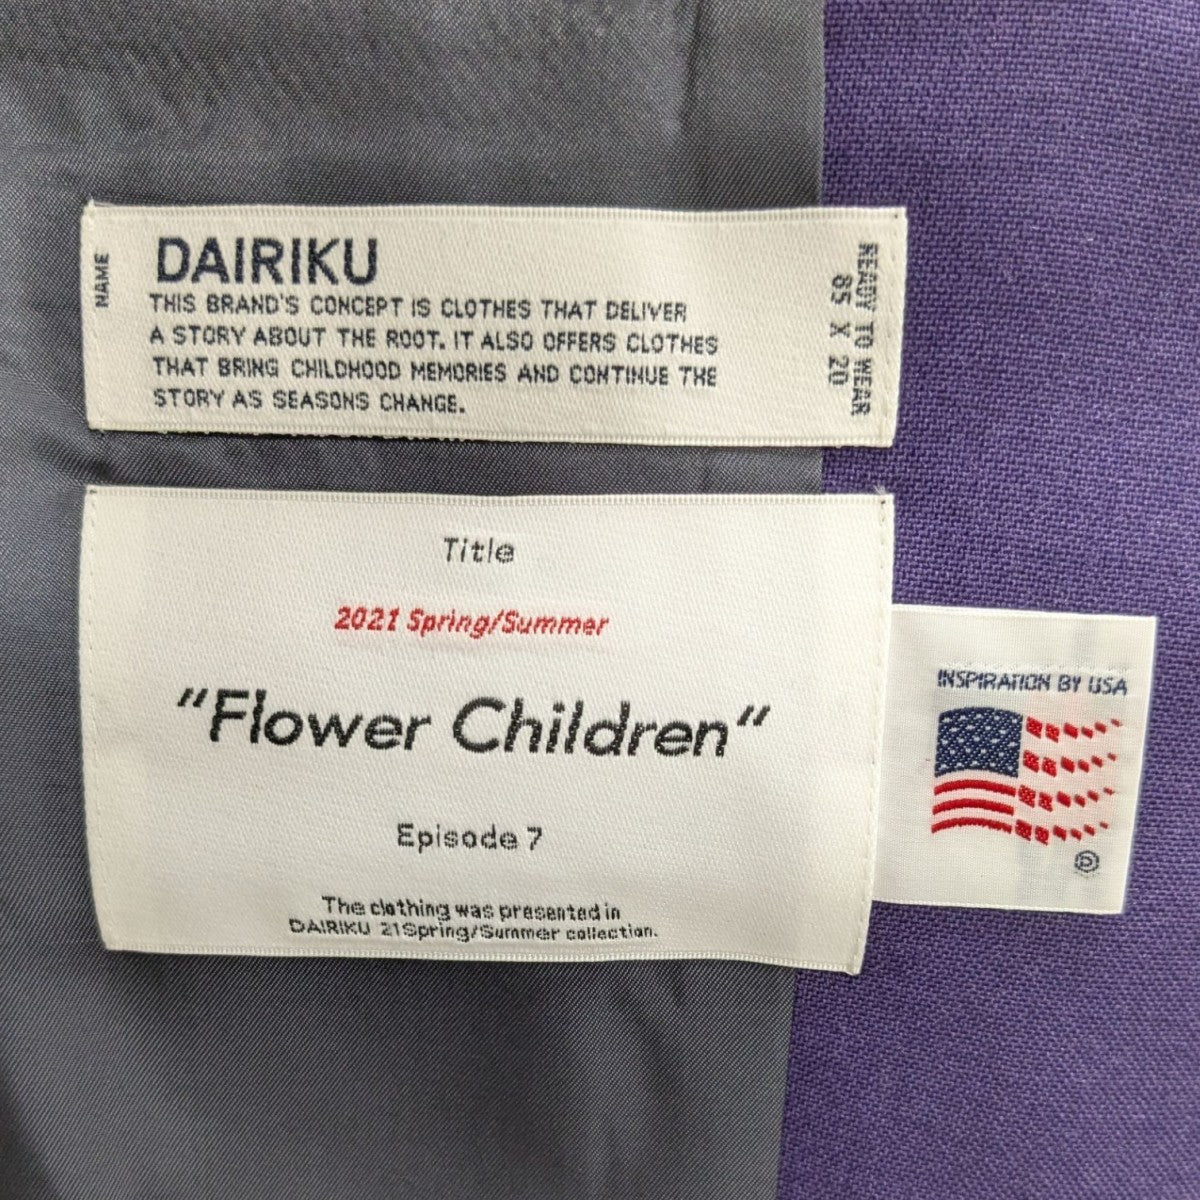 NAME
DAIRIKU
THIS BRAND'S CONCEPT IS CLOTHES THAT DELIVER
A STORY ABOUT THE ROOT. IT ALSO OFFERS CLOTHES
THAT BRING CHILDHOOD MEMORIES AND CONTINUE THE
STORY AS SEASONS CHANGE.
READY TO WEAR
85 X 20
Title
2021 Spring/Summer
"Flower Children"
Episode 7
The clothing was presented in
DAIRIKU 21Spring/Summer collection.
INSPIRATION BY USA
Ⓓ